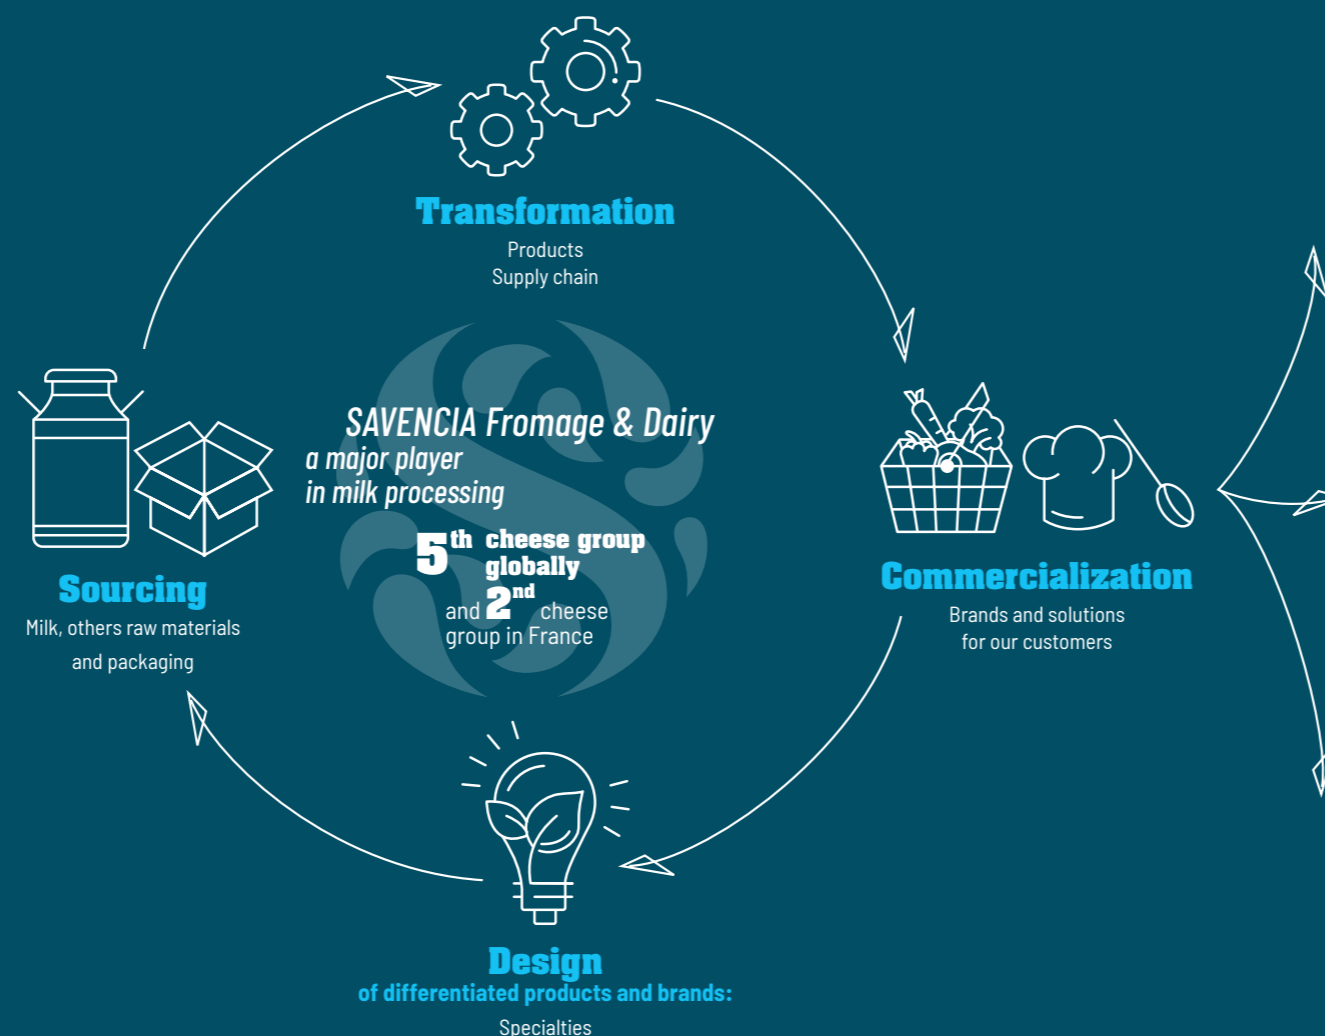 Transformation
Products
Supply chain
SAVENCIA Fromage & Dairy
a major player
in milk processing
5th cheese group
globally
and 2nd cheese
group in France
Sourcing
Milk, others raw materials
and packaging
Commercialization
Brands and solutions
for our customers
Design
of differentiated products and brands:
Specialties